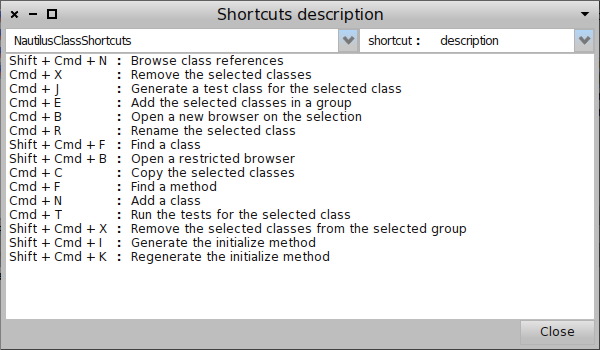 Shortcuts description
NautilusClassShortcuts
shortcut : description
Shift + Cmd + N : Browse class references
Cmd + X : Remove the selected classes
Cmd + J : Generate a test class for the selected class
Cmd + E : Add the selected classes in a group
Cmd + B : Open a new browser on the selection
Cmd + R : Rename the selected class
Shift + Cmd + F : Find a class
Shift + Cmd + B : Open a restricted browser
Cmd + C : Copy the selected classes
Cmd + F : Find a method
Cmd + N : Add a class
Cmd + T : Run the tests for the selected class
Shift + Cmd + X : Remove the selected classes from the selected group
Shift + Cmd + I : Generate the initialize method
Shift + Cmd + K : Regenerate the initialize method
Close